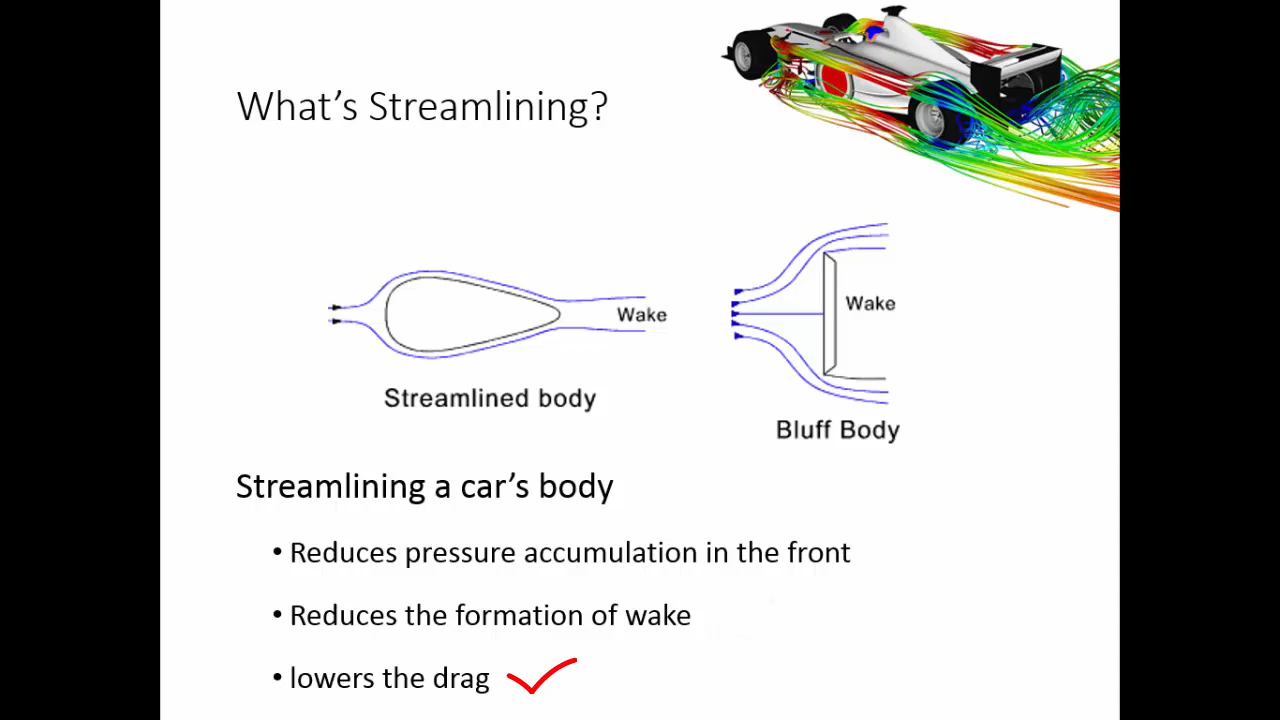 What's Streamlining?
Wake
Streamlined body
Wake
Bluff Body
Streamlining a car's body
• Reduces pressure accumulation in the front
• Reduces the formation of wake
• lowers the drag